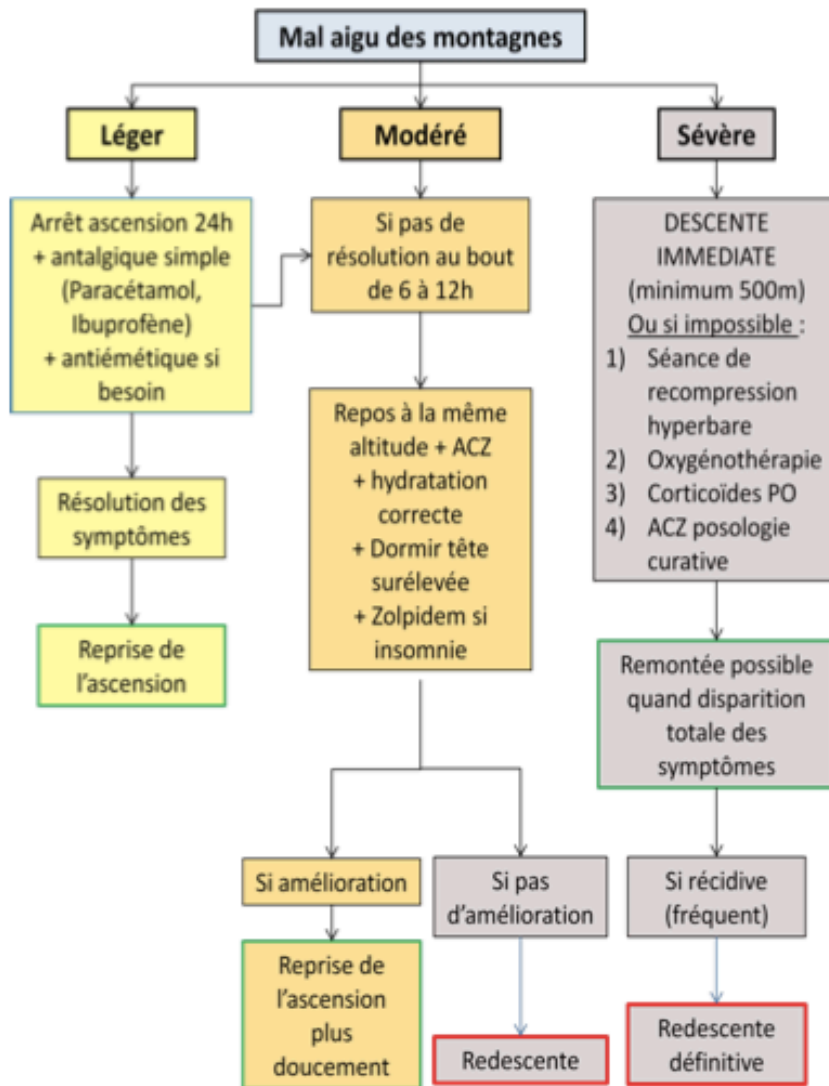 Mal aigu des montagnes
Léger
Modéré
Sévère
Arrêt ascension 24h
+ antalgique simple
(Paracétamol,
Ibuprofène)
+ antiémétique si
besoin
Résolution des
symptômes
Reprise de
l'ascension
Si pas de
résolution au bout
de 6 à 12h
Repos à la même
altitude + ACZ
+ hydratation
correcte
+ Dormir tête
surélevée
+ Zolpidem si
insomnie
Si amélioration
Reprise de
l'ascension
plus
doucement
Si pas
d'amélioration
Redescente
DESCENTE
IMMEDIATE
(minimum 500m)
Ou si impossible :
1) Séance de
recompression
hyperbare
2) Oxygénothérapie
3) Corticoïdes PO
4) ACZ posologie
curative
Remontée possible
quand disparition
totale des
symptômes
Si récidive
(fréquent)
Redescente
définitive